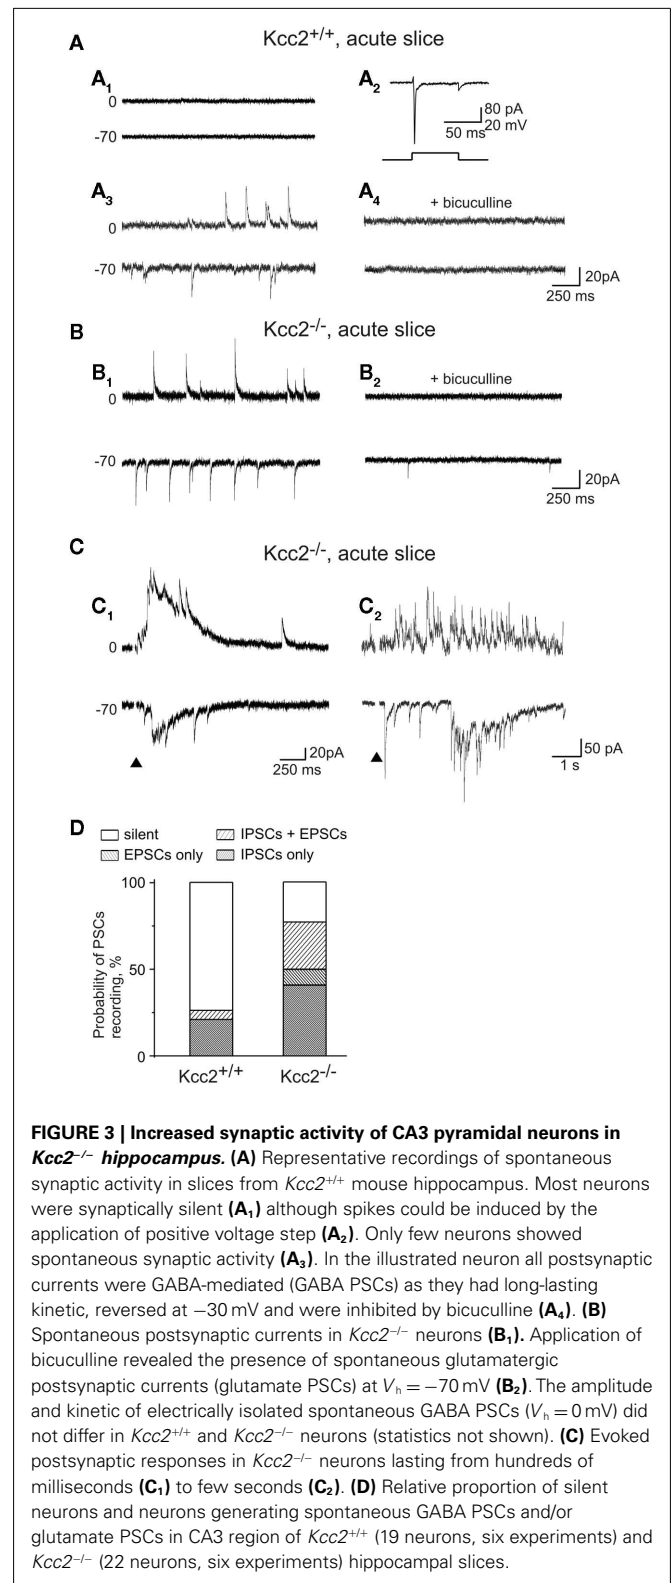 A
Kcc2+/+, acute slice
A1
0
-70
A2
80 pA
20 mV
50 ms
A3
0
-70
A4
+ bicuculline
20pA
250 ms
B
Kcc2-/-, acute slice
B1
0
-70
B2
+ bicuculline
20pA
250 ms
C
Kcc2-/-, acute slice
C1
0
-70
20pA
250 ms
C2
50 pA
1 s
D
silent
IPSCs + EPSCs
EPSCs only
IPSCs only
Probability of PSCs
recording, %
100
50
0
Kcc2+/+
Kcc2-/-
FIGURE 3 | Increased synaptic activity of CA3 pyramidal neurons in
Kcc2−/− hippocampus. (A) Representative recordings of spontaneous
synaptic activity in slices from Kcc2+/+ mouse hippocampus. Most neurons
were synaptically silent (A1) although spikes could be induced by the
application of positive voltage step (A2). Only few neurons showed
spontaneous synaptic activity (A3). In the illustrated neuron all postsynaptic
currents were GABA-mediated (GABA PSCs) as they had long-lasting
kinetic, reversed at −30 mV and were inhibited by bicuculline (A4). (B)
Spontaneous postsynaptic currents in Kcc2−/− neurons (B1). Application of
bicuculline revealed the presence of spontaneous glutamatergic
postsynaptic currents (glutamate PSCs) at Vh = −70 mV (B2). The amplitude
and kinetic of electrically isolated spontaneous GABA PSCs (Vh = 0 mV) did
not differ in Kcc2+/+ and Kcc2−/− neurons (statistics not shown). (C) Evoked
postsynaptic responses in Kcc2−/− neurons lasting from hundreds of
milliseconds (C1) to few seconds (C2). (D) Relative proportion of silent
neurons and neurons generating spontaneous GABA PSCs and/or
glutamate PSCs in CA3 region of Kcc2+/+ (19 neurons, six experiments) and
Kcc2−/− (22 neurons, six experiments) hippocampal slices.